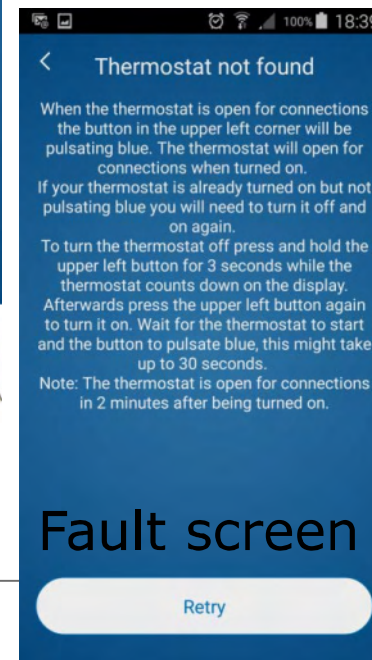 100% 18:39
Thermostat not found
When the thermostat is open for connections
the button in the upper left corner will be
pulsating blue. The thermostat will open for
connections when turned on.
If your thermostat is already turned on but not
pulsating blue you will need to turn it off and
on again.
To turn the thermostat off press and hold the
upper left button for 3 seconds while the
thermostat counts down on the display.
Afterwards press the upper left button again
to turn it on. Wait for the thermostat to start
and the button to pulsate blue, this might take
up to 30 seconds.
Note: The thermostat is open for connections
in 2 minutes after being turned on.
Fault screen
Retry